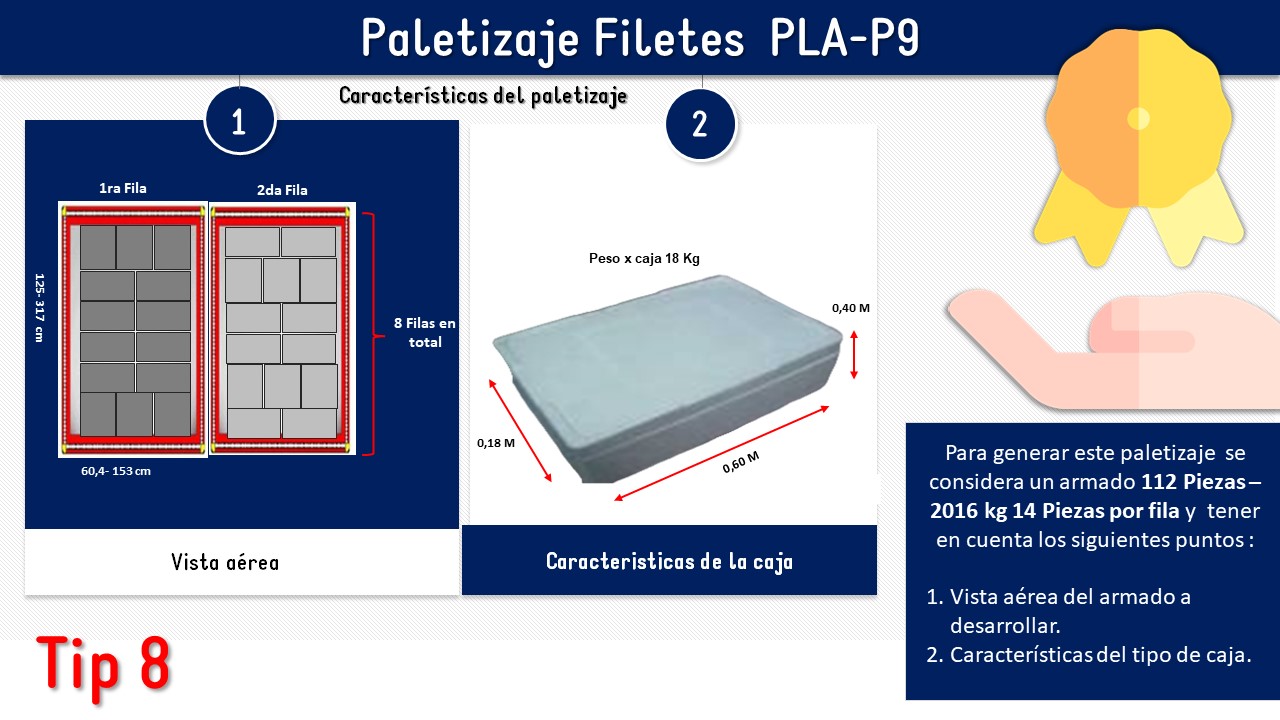 Paletizaje Filetes PLA-P9
Características del paletizaje
1
2
1ra Fila
2da Fila
125- 317 cm
8 Filas en
total
60,4- 153 cm
Vista aérea
Peso x caja 18 Kg
0,40 M
0,18 M
0,60 M
Caracteristicas de la caja
Para generar este paletizaje se
considera un armado 112 Piezas –
2016 kg 14 Piezas por fila y tener
en cuenta los siguientes puntos :
1. Vista aérea del armado a
desarrollar.
2. Características del tipo de caja.
Tip 8